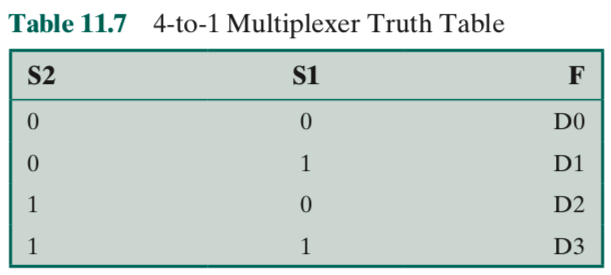 Table 11.7 4-to-1 Multiplexer Truth Table
S2 S1 F
0 0 D0
0 1 D1
1 0 D2
1 1 D3